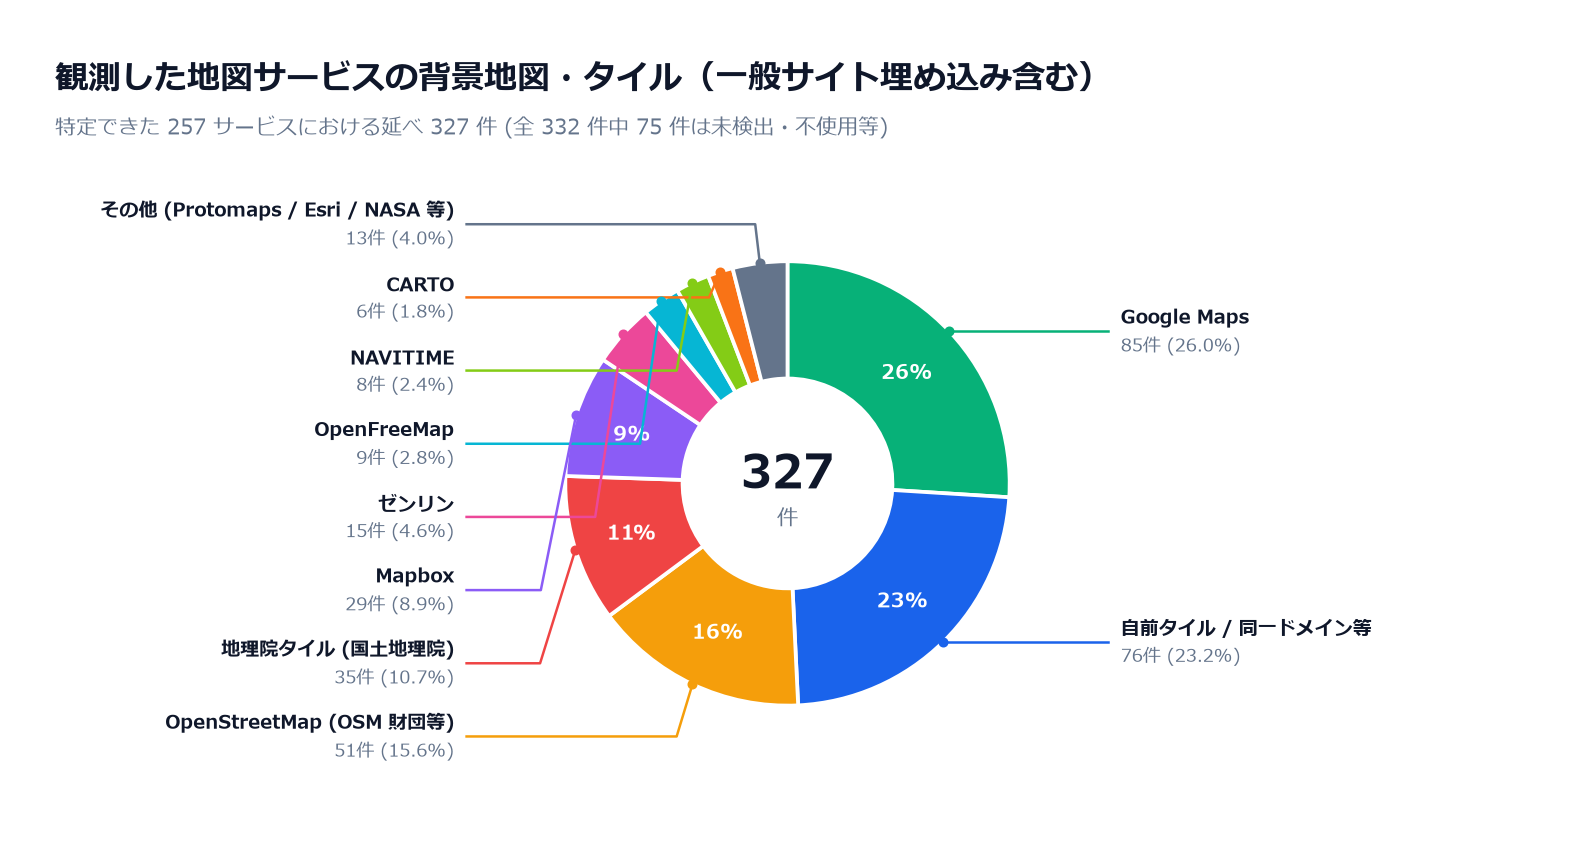 観測した地図サービスの背景地図・タイル（一般サイト埋め込み含む）
特定できた 257 サービスにおける延べ 327 件 (全 332 件中 75 件は未検出・不使用等)
その他 (Protomaps / Esri / NASA 等)
13件 (4.0%)
CARTO
6件 (1.8%)
NAVITIME
8件 (2.4%)
OpenFreeMap
9件 (2.8%)
ゼンリン
15件 (4.6%)
Mapbox
29件 (8.9%)
地理院タイル (国土地理院)
35件 (10.7%)
OpenStreetMap (OSM 財団等)
51件 (15.6%)
26%
23%
16%
11%
9%
327
件
Google Maps
85件 (26.0%)
自前タイル / 同一ドメイン等
76件 (23.2%)